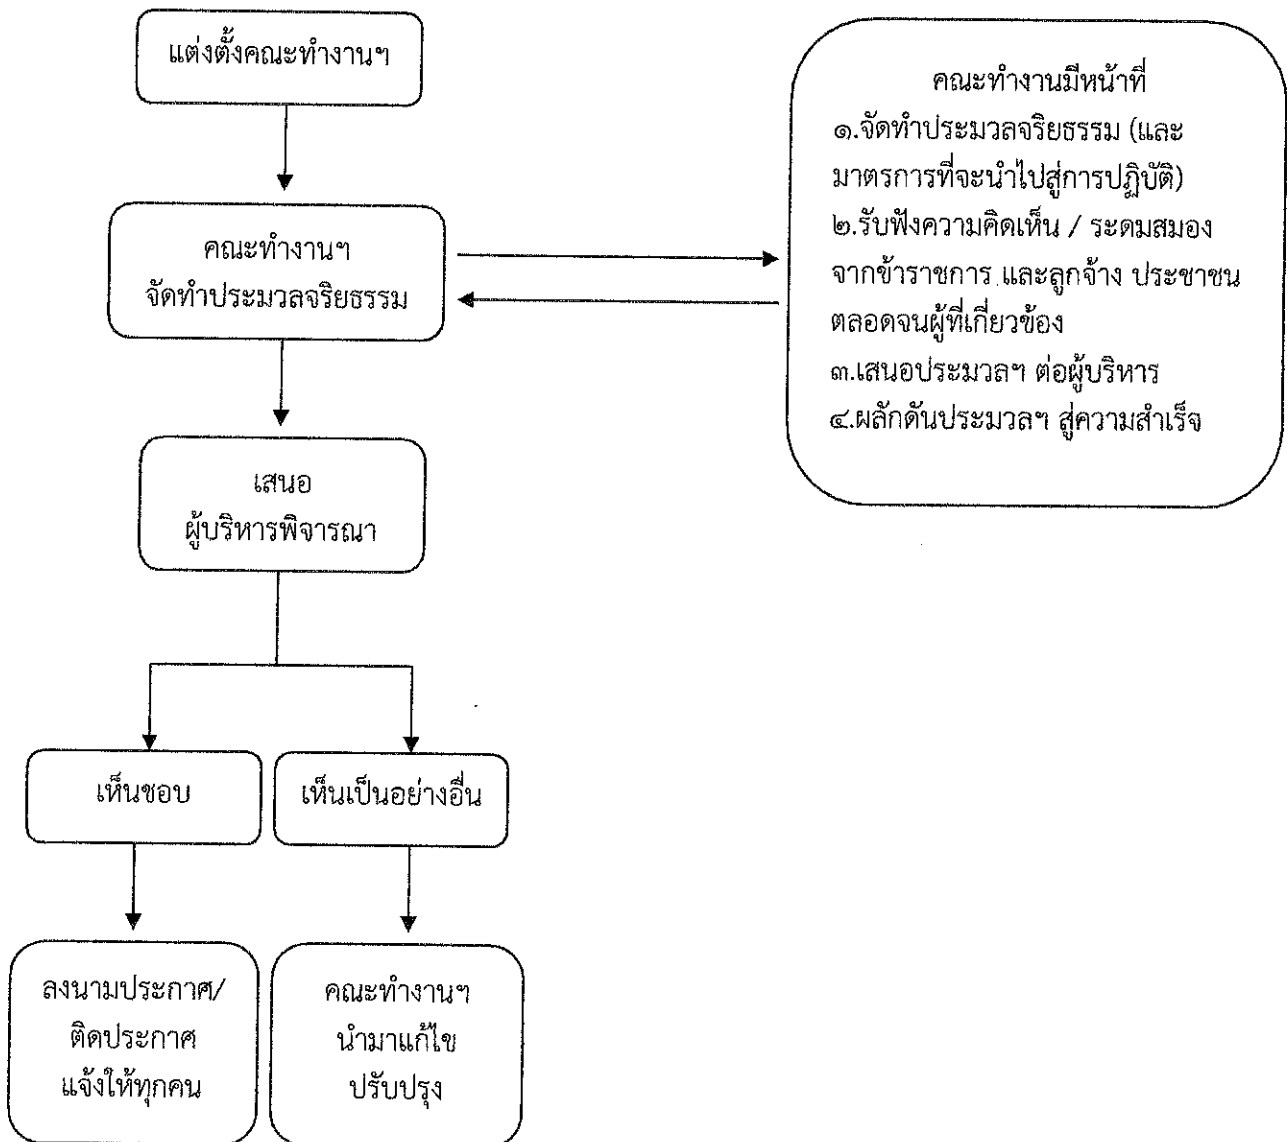 แต่งตั้งคณะทำงานฯ
คณะทำงานฯ
จัดทำประมวลจริยธรรม
คณะทำงานมีหน้าที่
๑.จัดทำประมวลจริยธรรม (และ
มาตรการที่จะนำไปสู่การปฏิบัติ)
๒.รับฟังความคิดเห็น / ระดมสมอง
จากข้าราชการ และลูกจ้าง ประชาชน
ตลอดจนผู้ที่เกี่ยวข้อง
๓.เสนอประมวลฯ ต่อผู้บริหาร
๔.ผลักดันประมวลฯ สู่ความสำเร็จ
เสนอ
ผู้บริหารพิจารณา
เห็นชอบ
เห็นเป็นอย่างอื่น
ลงนามประกาศ/
ติดประกาศ
แจ้งให้ทุกคน
คณะทำงานฯ
นำมาแก้ไข
ปรับปรุง